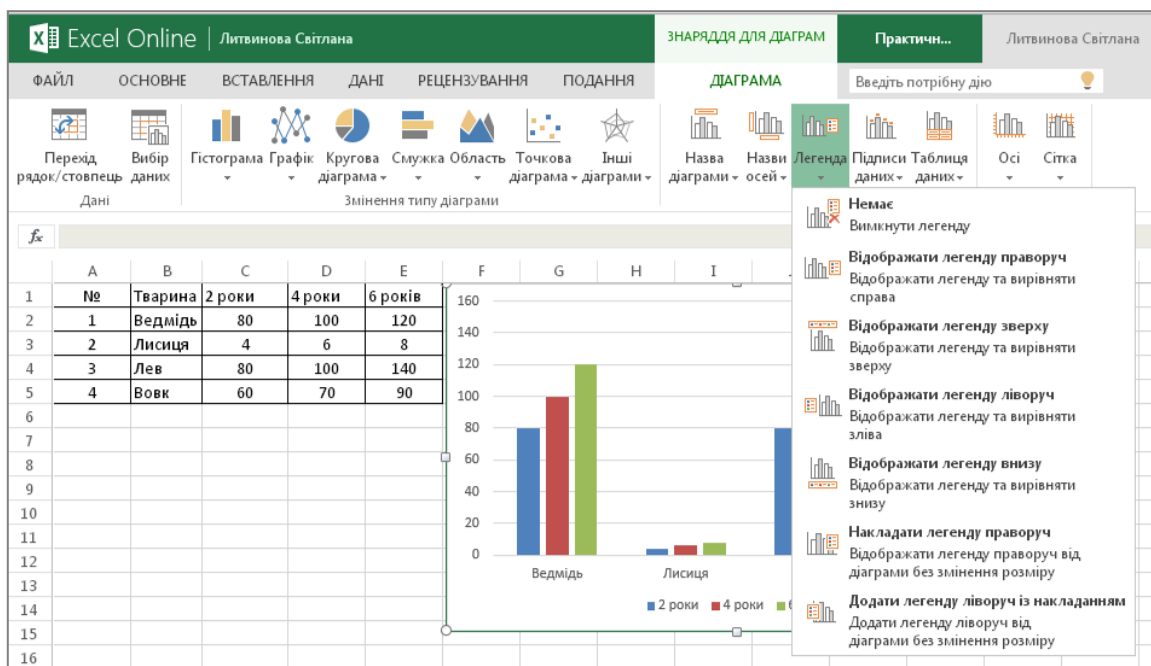 Excel Online | Литвинова Світлана
ЗНАРЯДДЯ ДЛЯ ДІАГРАМ
Практичн...
Литвинова Світлана
ФАЙЛ ОСНОВНЕ ВСТАВЛЕННЯ ДАНІ РЕЦЕНЗУВАННЯ ПОДАННЯ ДІАГРАМА
Введіть потрібну дію
Перехід рядок/стовпець
Вибір даних
Гістограма
Графік
Кругова діаграма
Смужка
Область
Точкова діаграма
Інші діаграми
Назва діаграми
Назви осей
Легенда
Підписи даних
Таблиця даних
Осі
Сітка
Дані
Змінення типу діаграми
fx
A B C D E F G H I
1 № Тварина 2 роки 4 роки 6 років
2 1 Ведмідь 80 100 120
3 2 Лисиця 4 6 8
4 3 Лев 80 100 140
5 4 Вовк 60 70 90
6
7
8
9
10
11
12
13
14
15
16
160
140
120
100
80
60
40
20
0
Ведмідь Лисиця
2 роки 4 роки
Немає
Вимкнути легенду
Відображати легенду праворуч
Відображати легенду та вирівняти
справа
Відображати легенду зверху
Відображати легенду та вирівняти
зверху
Відображати легенду ліворуч
Відображати легенду та вирівняти
зліва
Відображати легенду внизу
Відображати легенду та вирівняти
знизу
Накладати легенду праворуч
Відображати легенду праворуч від
діаграми без змінення розміру
Додати легенду ліворуч із накладанням
Додати легенду ліворуч від
діаграми без змінення розміру